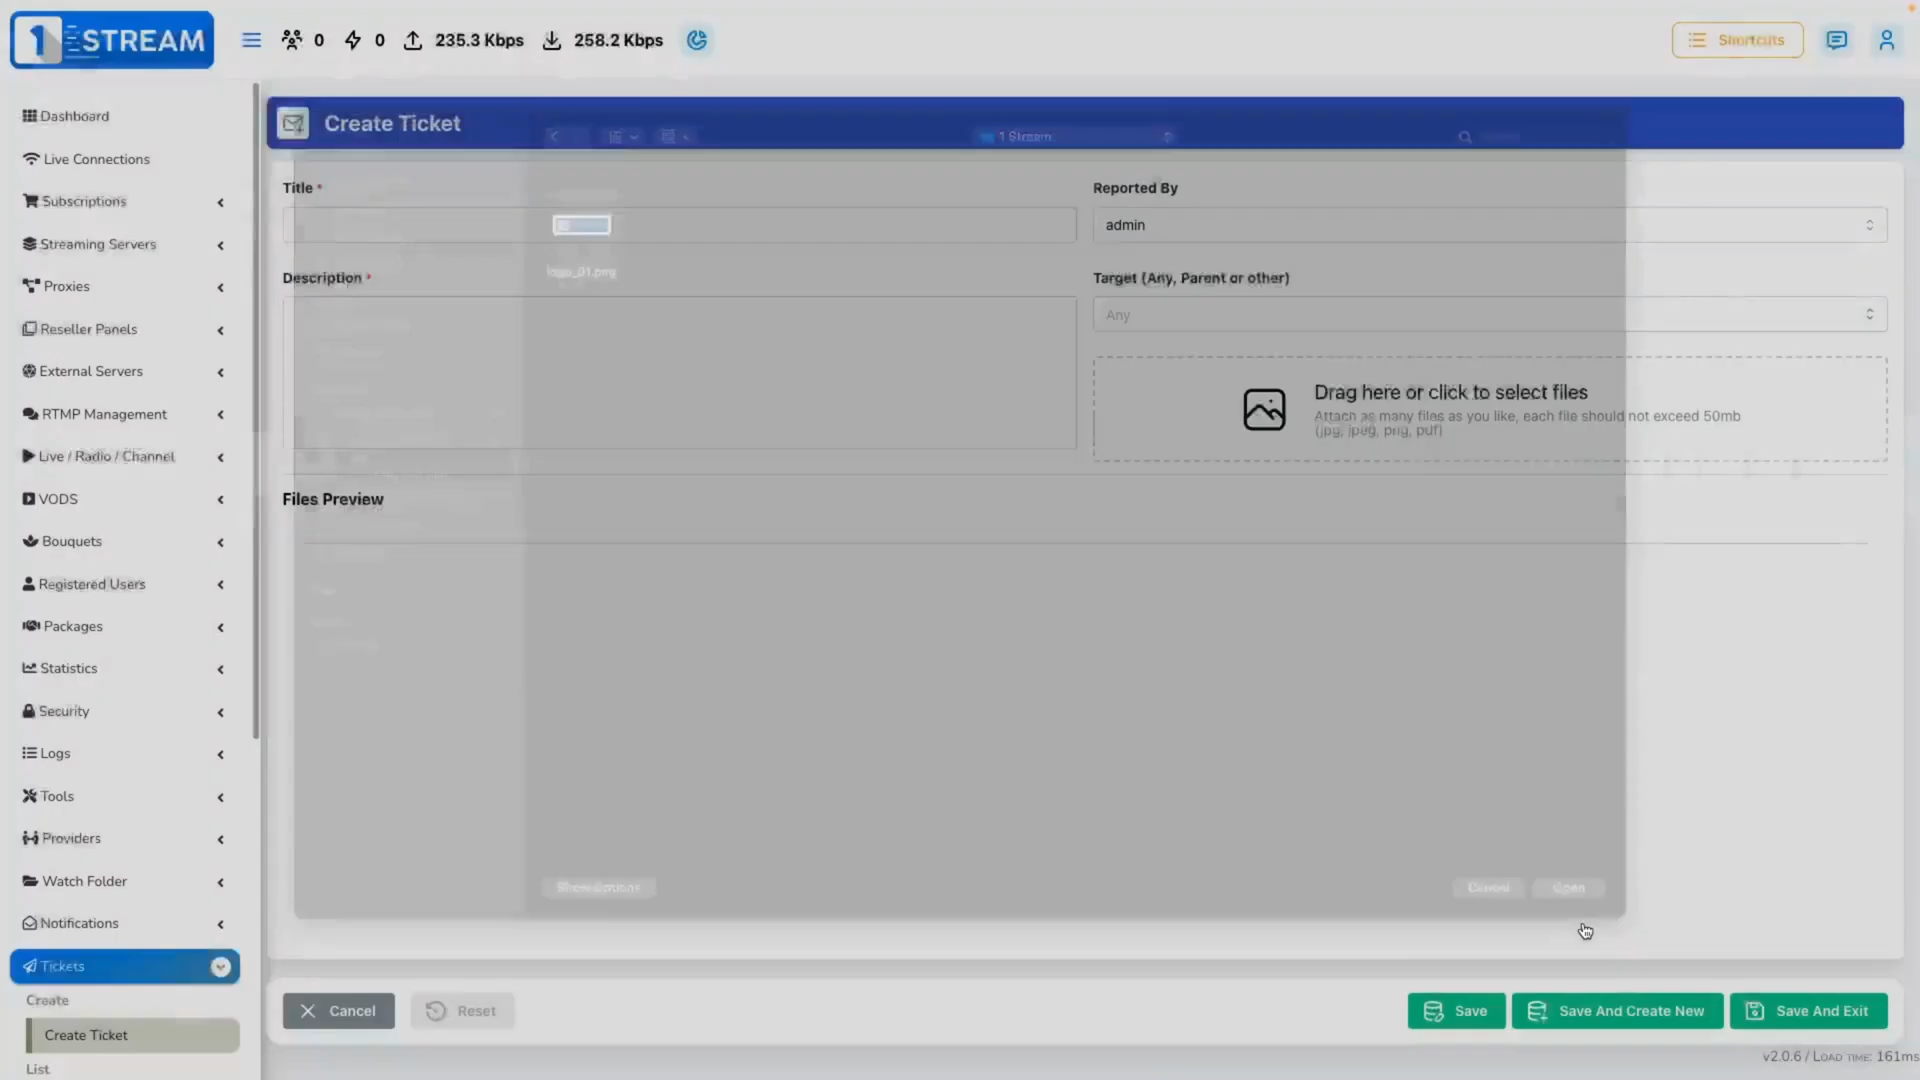 1 STREAM
0
0
235.3 Kbps
258.2 Kbps
Shortcuts
Dashboard
Live Connections
Subscriptions
Streaming Servers
Proxies
Reseller Panels
External Servers
RTMP Management
Live / Radio / Channel
VODS
Bouquets
Registered Users
Packages
Statistics
Security
Logs
Tools
Providers
Watch Folder
Notifications
Tickets
Create
Create Ticket
List
Create Ticket
1 Stream
Title *
Reported By
admin
logo_01.png
Description *
Target (Any, Parent or other)
Any
Drag here or click to select files
Attach as many files as you like, each file should not exceed 50mb
(jpg, jpeg, png, pdf)
Files Preview
Show Options
Cancel
Open
Cancel
Reset
Save
Save And Create New
Save And Exit
v2.0.6 / LOAD TIME: 161ms